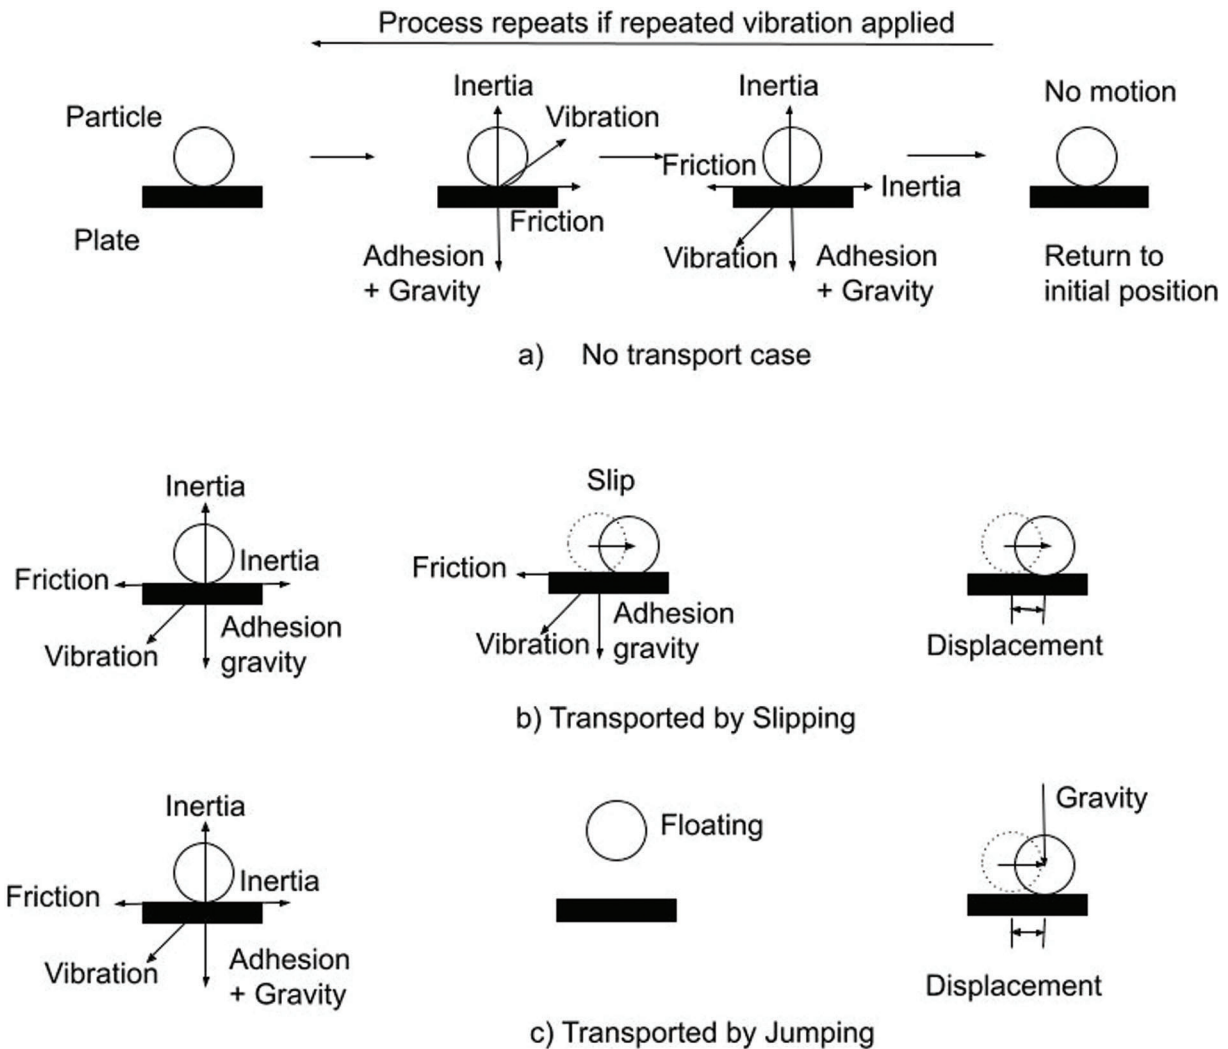 Process repeats if repeated vibration applied
Particle
Plate
Inertia
Vibration
Friction
Adhesion
+ Gravity
Inertia
Friction
Inertia
Vibration
Adhesion
+ Gravity
No motion
Return to
initial position
a) No transport case
Inertia
Inertia
Friction
Vibration
Adhesion
gravity
Slip
Friction
Vibration
Adhesion
gravity
Displacement
b) Transported by Slipping
Inertia
Inertia
Friction
Vibration
Adhesion
+ Gravity
Floating
Gravity
Displacement
c) Transported by Jumping